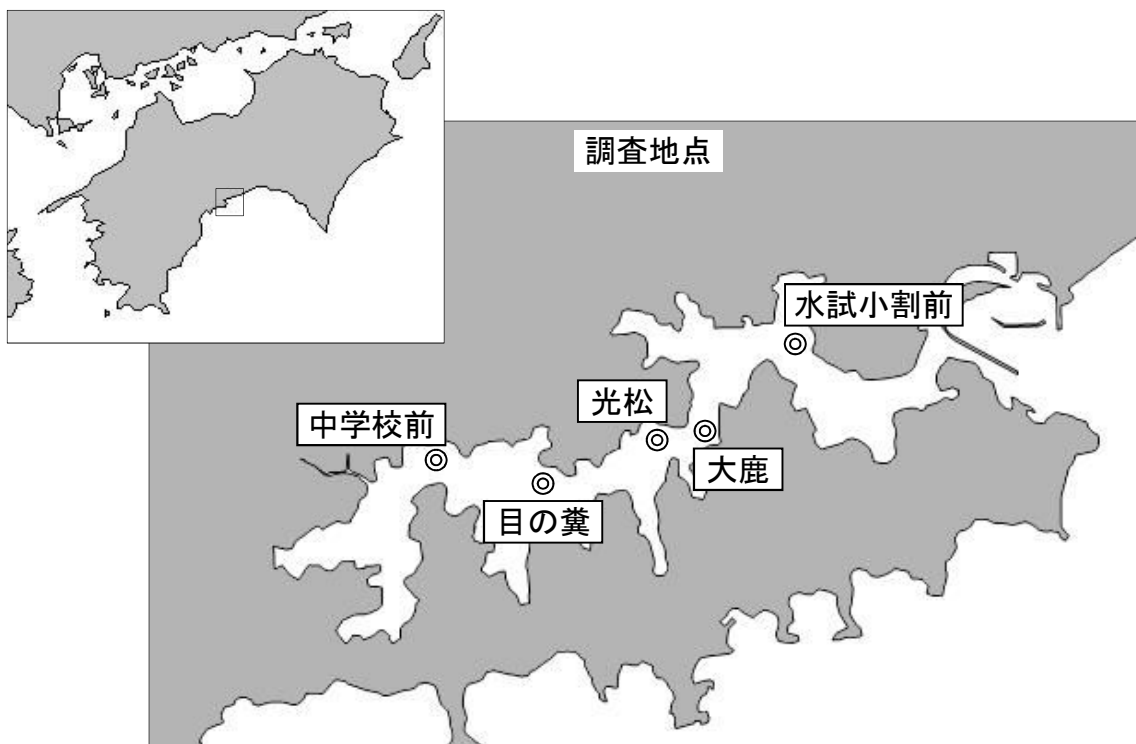 調査地点
水試小割前
光松
中学校前
大鹿
目の糞